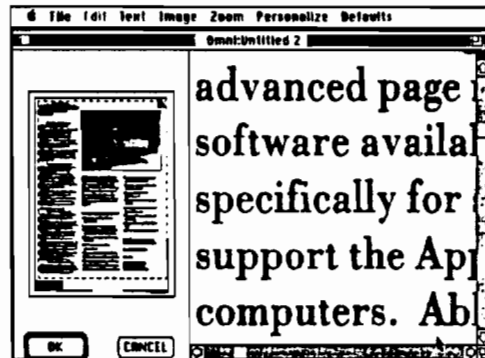 File Edit Text Image Zoom Personalize Defaults
Omni:Untitled 2
advanced page
software availa
specifically for
support the Ap
computers. Ab
OK CANCEL